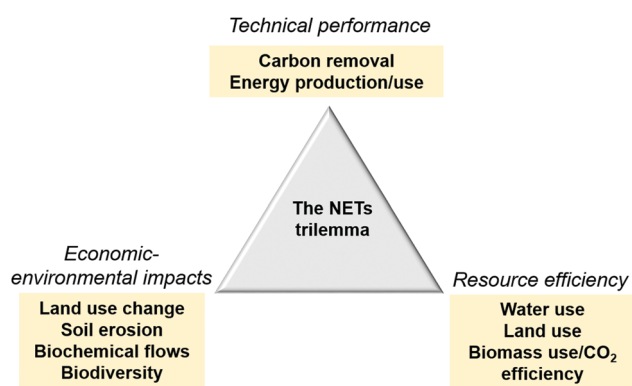 Technical performance
Carbon removal
Energy production/use
The NETs
trilemma
Economic-
environmental impacts
Land use change
Soil erosion
Biochemical flows
Biodiversity
Resource efficiency
Water use
Land use
Biomass use/CO₂
efficiency